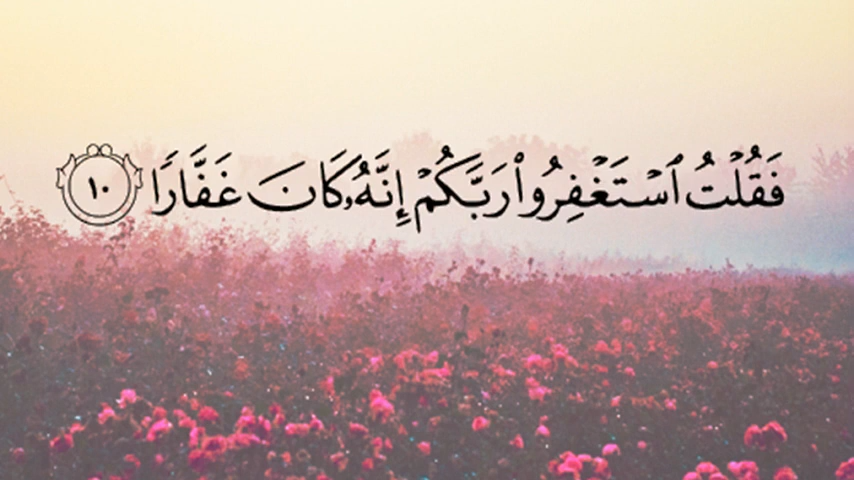 فَقُلْتُ ٱسْتَغْفِرُوا۟ رَبَّكُمْ إِنَّهُۥ كَانَ غَفَّارًا ١٠